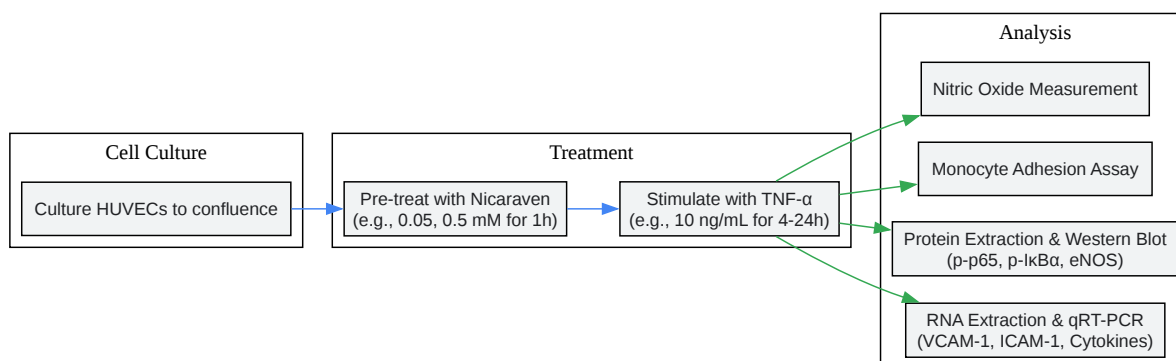 Cell Culture
Culture HUVECs to confluence
Treatment
Pre-treat with Nicaraven
(e.g., 0.05, 0.5 mM for 1h)
Stimulate with TNF-α
(e.g., 10 ng/mL for 4-24h)
Analysis
Nitric Oxide Measurement
Monocyte Adhesion Assay
Protein Extraction & Western Blot
(p-p65, p-IκBα, eNOS)
RNA Extraction & qRT-PCR
(VCAM-1, ICAM-1, Cytokines)